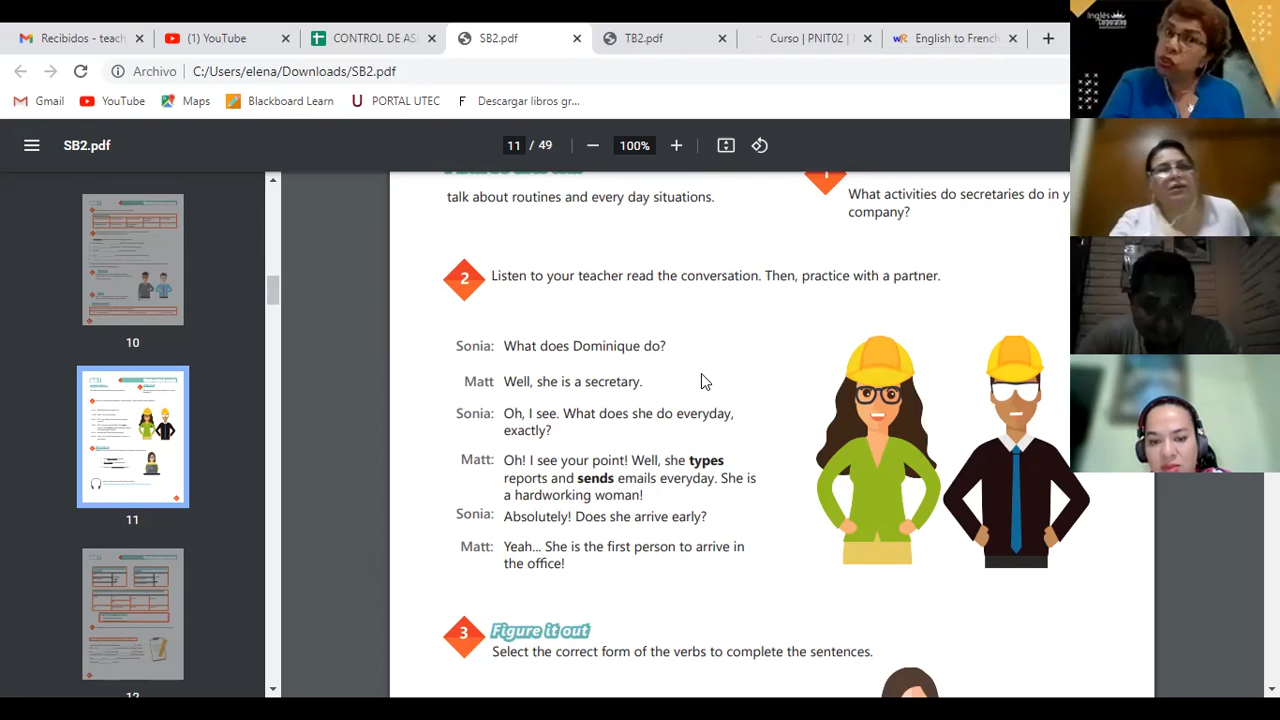 Recibidos - teach
(1) YouTube
CONTROL DE PA
SB2.pdf
TB2.pdf
Curso | PNIT02 |
English to French
Archivo C:/Users/elena/Downloads/SB2.pdf
Gmail YouTube Maps Blackboard Learn PORTAL UTEC Descargar libros gr...
SB2.pdf 11 / 49 100%
talk about routines and every day situations.
1
What activities do secretaries do in y
company?
2 Listen to your teacher read the conversation. Then, practice with a partner.
Sonia: What does Dominique do?
Matt Well, she is a secretary.
Sonia: Oh, I see. What does she do everyday,
exactly?
Matt: Oh! I see your point! Well, she types
reports and sends emails everyday. She is
a hardworking woman!
Sonia: Absolutely! Does she arrive early?
Matt: Yeah... She is the first person to arrive in
the office!
3 Figure it out
Select the correct form of the verbs to complete the sentences.
10
11
12
Inglés
Corporativo